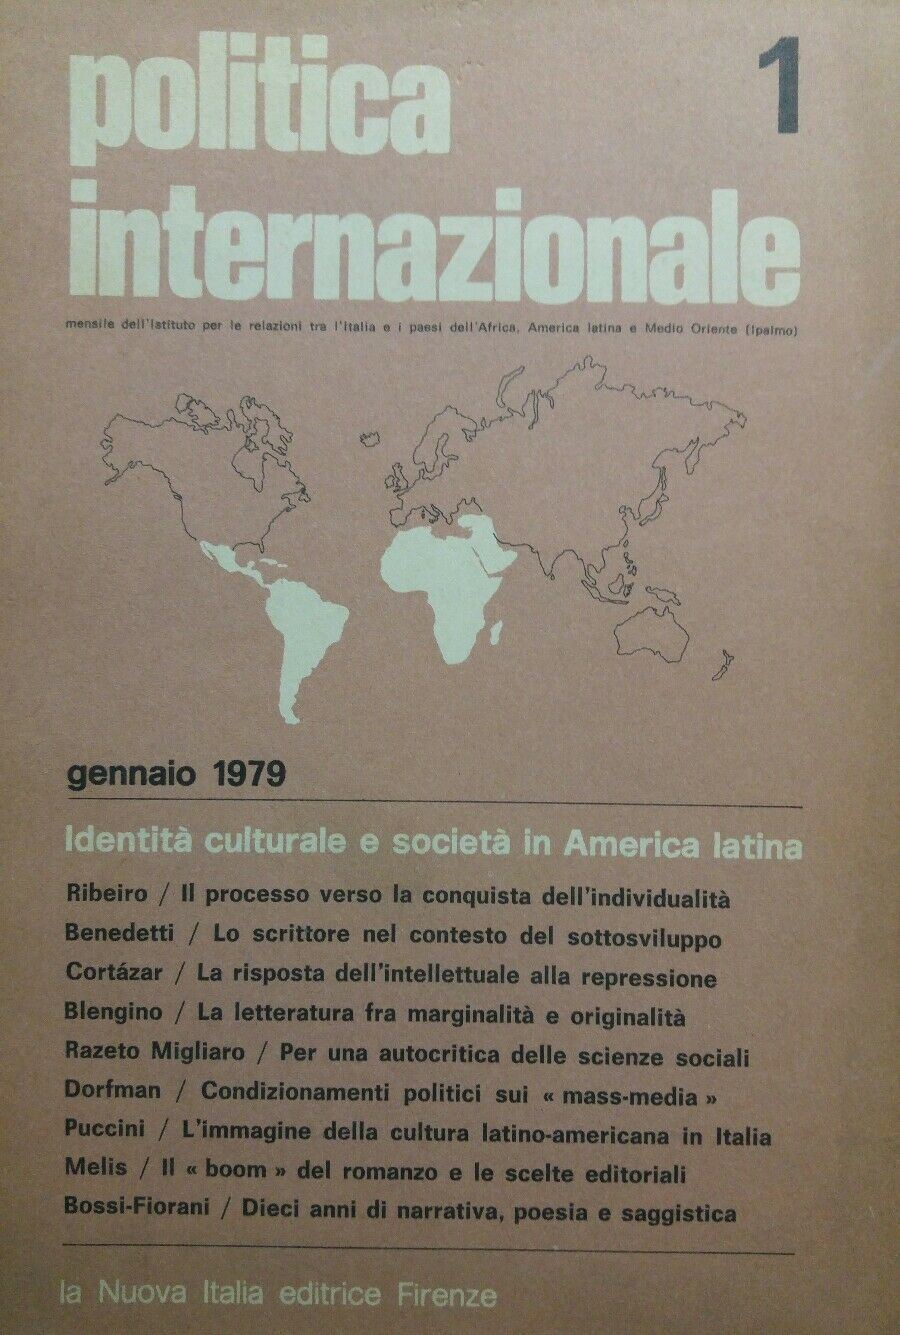 politica
1
internazionale
mensile dell'Istituto per le relazioni tra l'Italia e i paesi dell'Africa, America latina e Medio Oriente (Ipalmo)
gennaio 1979
Identità culturale e società in America latina
Ribeiro / Il processo verso la conquista dell'individualità
Benedetti / Lo scrittore nel contesto del sottosviluppo
Cortázar / La risposta dell'intellettuale alla repressione
Blengino / La letteratura fra marginalità e originalità
Razeto Migliaro / Per una autocritica delle scienze sociali
Dorfman / Condizionamenti politici sui « mass-media »
Puccini / L'immagine della cultura latino-americana in Italia
Melis / Il « boom » del romanzo e le scelte editoriali
Bossi-Fiorani / Dieci anni di narrativa, poesia e saggistica
la Nuova Italia editrice Firenze